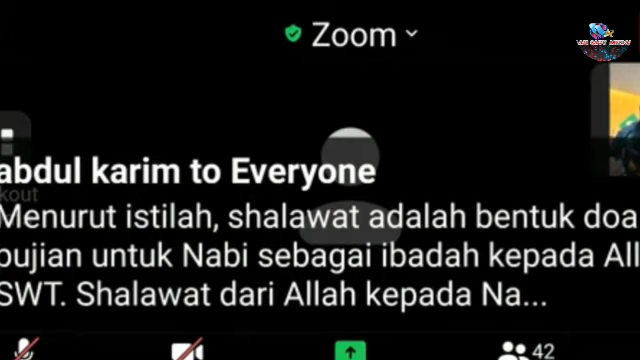 Zoom
abdul karim to Everyone
Menurut istilah, shalawat adalah bentuk doa
pujian untuk Nabi sebagai ibadah kepada All
SWT. Shalawat dari Allah kepada Na...
42